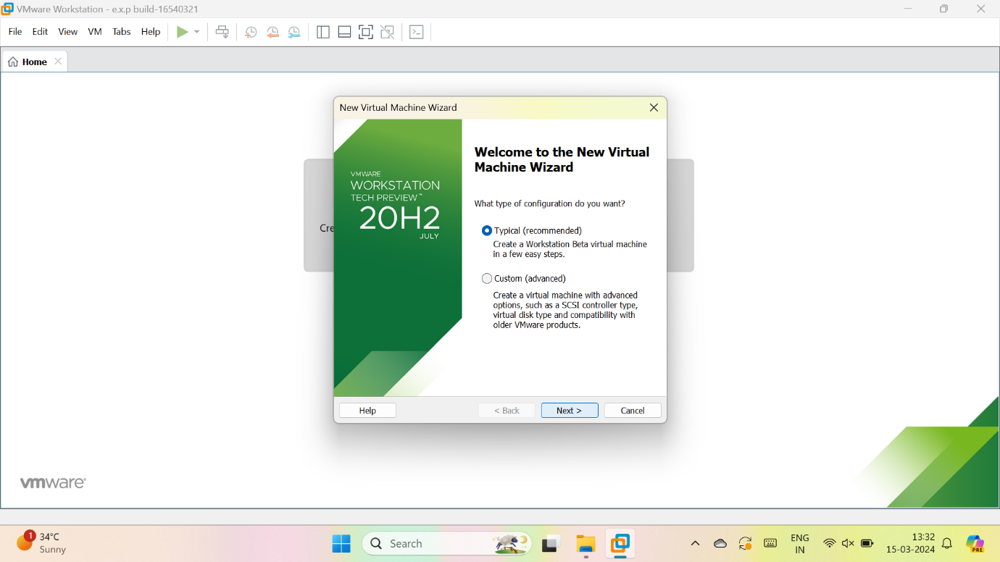 VMware Workstation - e.x.p build-16540321
File Edit View VM Tabs Help
Home
New Virtual Machine Wizard
VMWARE
WORKSTATION
TECH PREVIEW™
20H2
JULY
Welcome to the New Virtual
Machine Wizard
What type of configuration do you want?
Typical (recommended)
Create a Workstation Beta virtual machine
in a few easy steps.
Custom (advanced)
Create a virtual machine with advanced
options, such as a SCSI controller type,
virtual disk type and compatibility with
older VMware products.
Cre
Help < Back Next > Cancel
vmware®
1
34°C
Sunny
Search
ENG
IN
13:32
15-03-2024
PRE